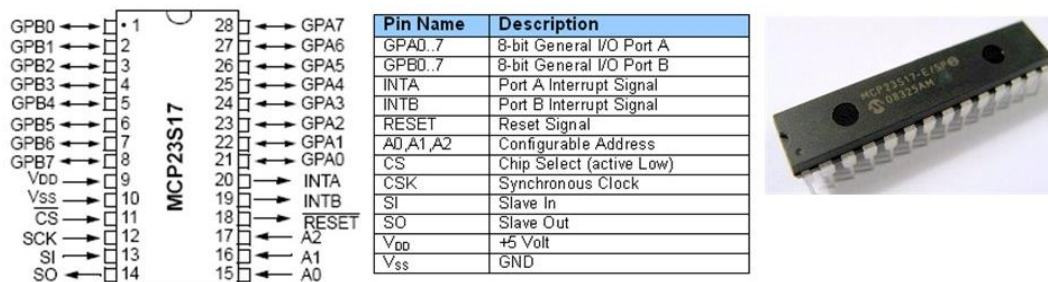 GPB0 • 1 28 GPA7
GPB1 2 27 GPA6
GPB2 3 26 GPA5
GPB3 4 25 GPA4
GPB4 5 24 GPA3
GPB5 6 23 GPA2
GPB6 7 22 GPA1
GPB7 8 21 GPA0
VDD 9 20 INTA
VSS 10 19 INTB
CS 11 18 RESET
SCK 12 17 A2
SI 13 16 A1
SO 14 15 A0
MCP23S17
Pin Name Description
GPA0..7 8-bit General I/O Port A
GPB0..7 8-bit General I/O Port B
INTA Port A Interrupt Signal
INTB Port B Interrupt Signal
RESET Reset Signal
A0,A1,A2 Configurable Address
CS Chip Select (active Low)
CSK Synchronous Clock
SI Slave In
SO Slave Out
VDD +5 Volt
VSS GND
MCP23S17-E/SP
08325AM